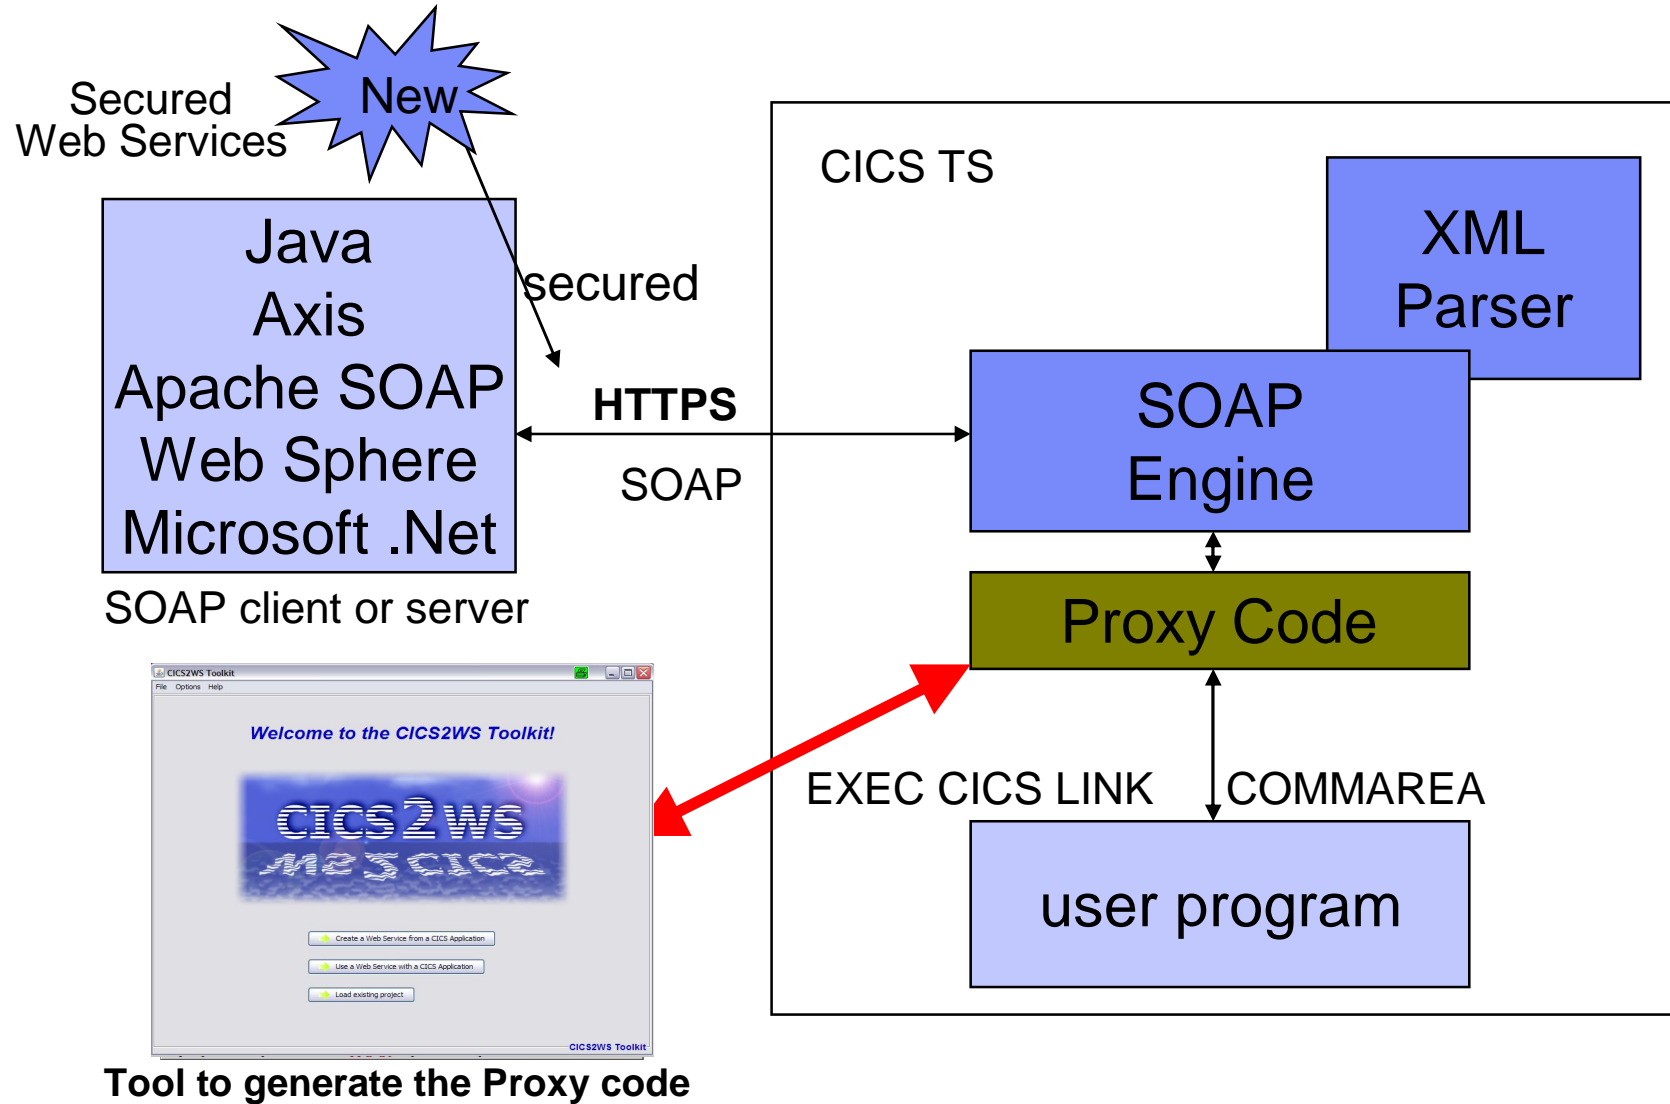 New
Secured
Web Services
Java
Axis
Apache SOAP
Web Sphere
Microsoft .Net
SOAP client or server
secured
HTTPS
SOAP
CICS TS
XML
Parser
SOAP
Engine
Proxy Code
EXEC CICS LINK
COMMAREA
user program
CICS2WS Toolkit
File Options Help
Welcome to the CICS2WS Toolkit!
CICS2WS
Create a Web Service from a CICS Application
Use a Web Service with a CICS Application
Load existing project
CICS2WS Toolkit
Tool to generate the Proxy code